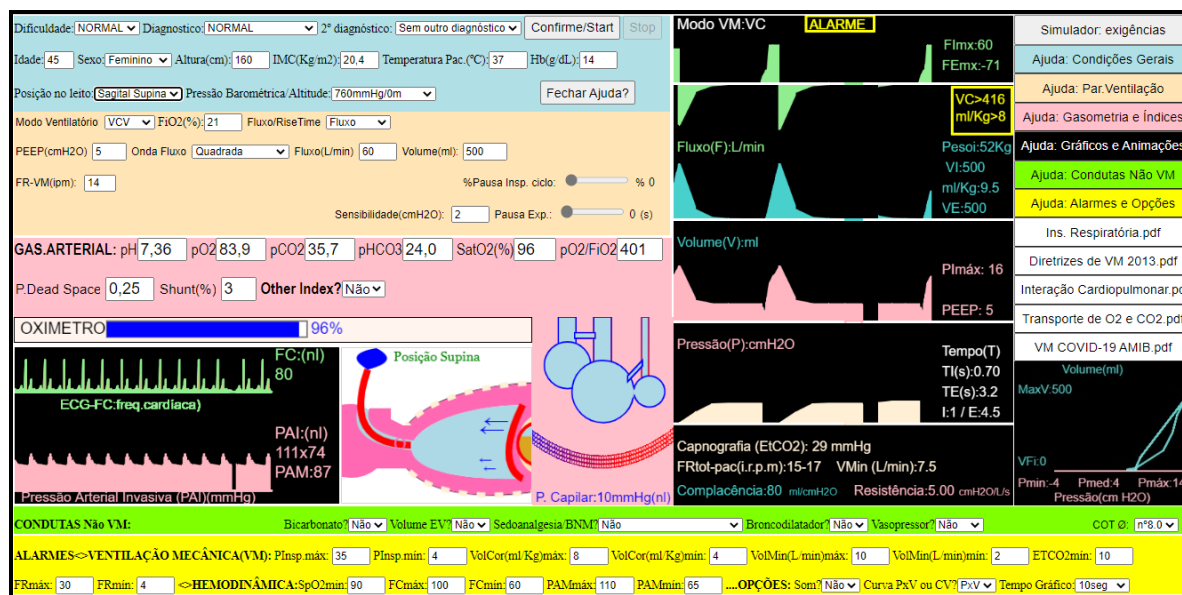 Dificuldade: NORMAL Diagnostico: NORMAL 2º diagnóstico: Sem outro diagnóstico Confirme/Start Stop
Idade: 45 Sexo: Feminino Altura(cm): 160 IMC(Kg/m2): 20,4 Temperatura Pac.(ºC): 37 Hb(g/dL): 14
Posição no leito: Sagital Supina Pressão Barométrica/Altitude: 760mmHg/0m Fechar Ajuda?
Modo Ventilatório VCV FiO2(%): 21 Fluxo/RiseTime Fluxo
PEEP(cmH2O) 5 Onda Fluxo Quadrada Fluxo(L/min) 60 Volume(ml): 500
FR-VM(ipm): 14 %Pausa Insp. ciclo: % 0
Sensibilidade(cmH2O): 2 Pausa Exp.: 0 (s)
GAS.ARTERIAL: pH 7,36 pO2 83,9 pCO2 35,7 pHCO3 24,0 SatO2(%) 96 pO2/FiO2 401
P.Dead Space 0,25 Shunt(%) 3 Other Index? Não
OXIMETRO 96%
FC:(nl)
80
ECG-FC:freq.cardíaca)
PAI:(nl)
111x74
PAM:87
Pressão Arterial Invasiva (PAI)(mmHg)
Posição Supina
P. Capilar:10mmHg(nl)
Modo VM:VC ALARME
FImx:60
FEmx:-71
VC>416
ml/Kg>8
Fluxo(F):L/min
Pesoi:52Kg
VI:500
ml/Kg:9.5
VE:500
Volume(V):ml
PImáx: 16
PEEP: 5
Pressão(P):cmH2O
Tempo(T)
TI(s):0.70
TE(s):3.2
I:1 / E:4.5
Capnografia (EtCO2): 29 mmHg
FRtot-pac(i.r.p.m):15-17 VMin (L/min):7.5
Complacência:80 ml/cmH2O Resistência:5.00 cmH2O/L/s
Simulador: exigências
Ajuda: Condições Gerais
Ajuda: Par.Ventilação
Ajuda: Gasometria e Índices
Ajuda: Gráficos e Animações
Ajuda: Condutas Não VM
Ajuda: Alarmes e Opções
Ins. Respiratória.pdf
Diretrizes de VM 2013.pdf
Interação Cardiopulmonar.pd
Transporte de O2 e CO2.pdf
VM COVID-19 AMIB.pdf
Volume(ml)
MaxV:500
VFi:0
Pmin:-4 Pmed:4 Pmáx:14
Pressão(cm H2O)
CONDUTAS Não VM: Bicarbonato? Não Volume EV? Não Sedoanalgesia/BNM? Não Broncodilatador? Não Vasopressor? Não COT Ø: nº8.0
ALARMES<>VENTILAÇÃO MECÂNICA(VM): PInsp.máx: 35 PInsp.mín: 4 VolCor(ml/Kg)máx: 8 VolCor(ml/Kg)mín: 4 VolMin(L/min)máx: 10 VolMin(L/min)mín: 2 ETCO2mín: 10
FRmáx: 30 FRmín: 4 <>HEMODINÂMICA:SpO2mín: 90 FCmáx: 100 FCmín: 60 PAMmáx: 110 PAMmín: 65 ....OPÇÕES: Som? Não Curva PxV ou CV? PxV Tempo Gráfico: 10seg